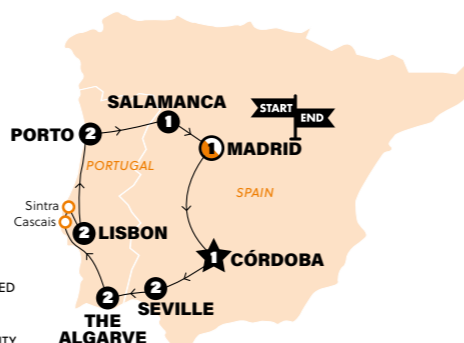 SALAMANCA
1
START
END
PORTO 2
1 MADRID
PORTUGAL
SPAIN
Sintra
Cascais
2 LISBON
1 CÓRDOBA
2
SEVILLE
2
THE
ALGARVE